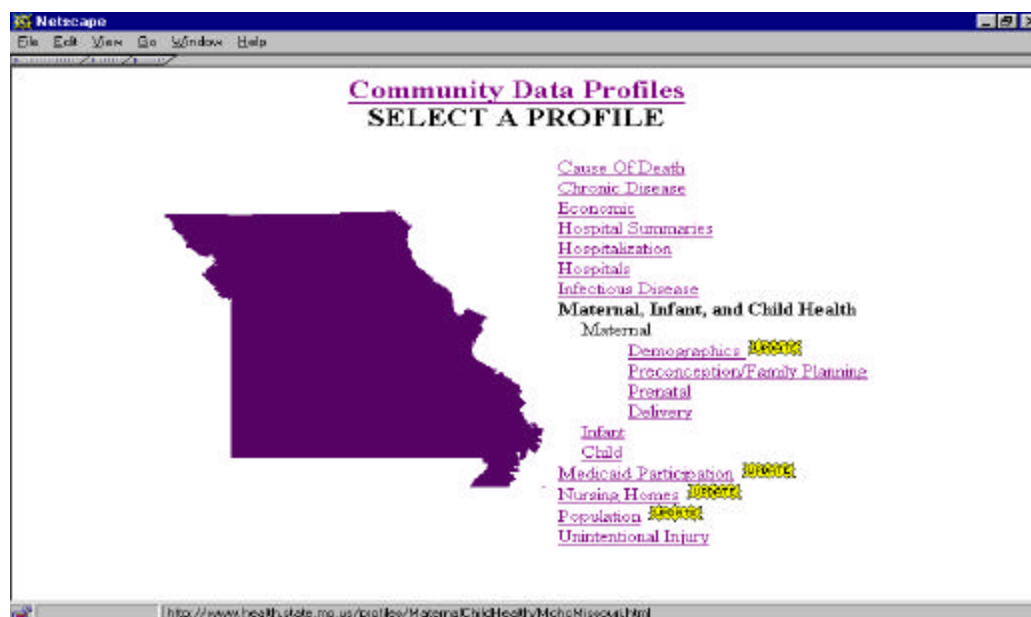 Netscape
File Edit View Go Window Help
Community Data Profiles
SELECT A PROFILE
Cause Of Death
Chronic Disease
Economic
Hospital Summaries
Hospitalization
Hospitals
Infectious Disease
Maternal, Infant, and Child Health
Maternal
Demographics UPDATE
Preconception/Family Planning
Prenatal
Delivery
Infant
Child
Medicaid Participation UPDATE
Nursing Homes UPDATE
Population UPDATE
Unintentional Injury
http://www.health.state.mo.us/profiles/MaternalChildHealth/MchcMissouri.html